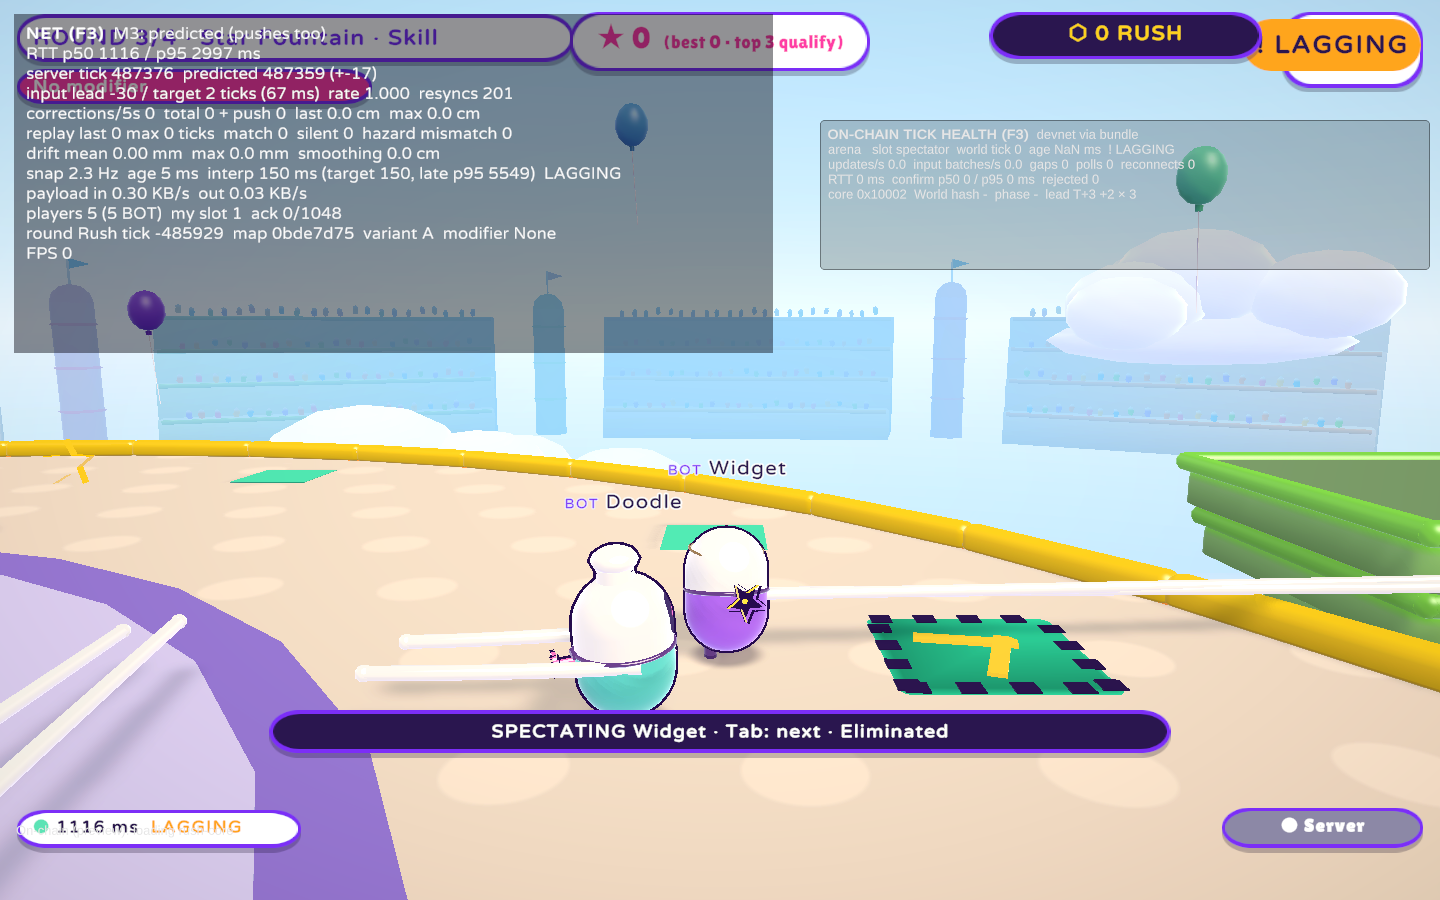 NET (F3) M3: predicted (pushes too)
ROUND 3/4 · Star Fountain · Skill
RTT p50 1116 / p95 2997 ms
server tick 487376 predicted 487359 (+-17)
No modifier
input lead -30 / target 2 ticks (67 ms) rate 1.000 resyncs 201
corrections/5s 0 total 0 + push 0 last 0.0 cm max 0.0 cm
replay last 0 max 0 ticks match 0 silent 0 hazard mismatch 0
drift mean 0.00 mm max 0.0 mm smoothing 0.0 cm
snap 2.3 Hz age 5 ms interp 150 ms (target 150, late p95 5549) LAGGING
payload in 0.30 KB/s out 0.03 KB/s
players 5 (5 BOT) my slot 1 ack 0/1048
round Rush tick -485929 map 0bde7d75 variant A modifier None
FPS 0
★ 0 (best 0 · top 3 qualify)
0 RUSH
! LAGGING
ON-CHAIN TICK HEALTH (F3) devnet via bundle
arena slot spectator world tick 0 age NaN ms ! LAGGING
updates/s 0.0 input batches/s 0.0 gaps 0 polls 0 reconnects 0
RTT 0 ms confirm p50 0 / p95 0 ms rejected 0
core 0x10002 World hash - phase - lead T+3 +2 × 3
BOT Widget
BOT Doodle
SPECTATING Widget · Tab: next · Eliminated
1116 ms LAGGING
Server